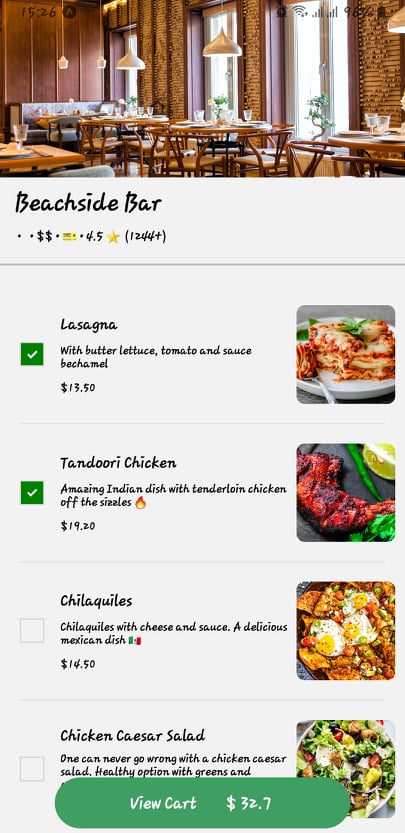 15:26
Beachside Bar
• • $$ • 🎫 • 4.5 ⭐ (1244+)
Lasagna
With butter lettuce, tomato and sauce
bechamel
$13.50
Tandoori Chicken
Amazing Indian dish with tenderloin chicken
off the sizzles 🔥
$19.20
Chilaquiles
Chilaquiles with cheese and sauce. A delicious
mexican dish 🇲🇽
$14.50
Chicken Caesar Salad
One can never go wrong with a chicken caesar
salad. Healthy option with greens and
View Cart $ 32.7